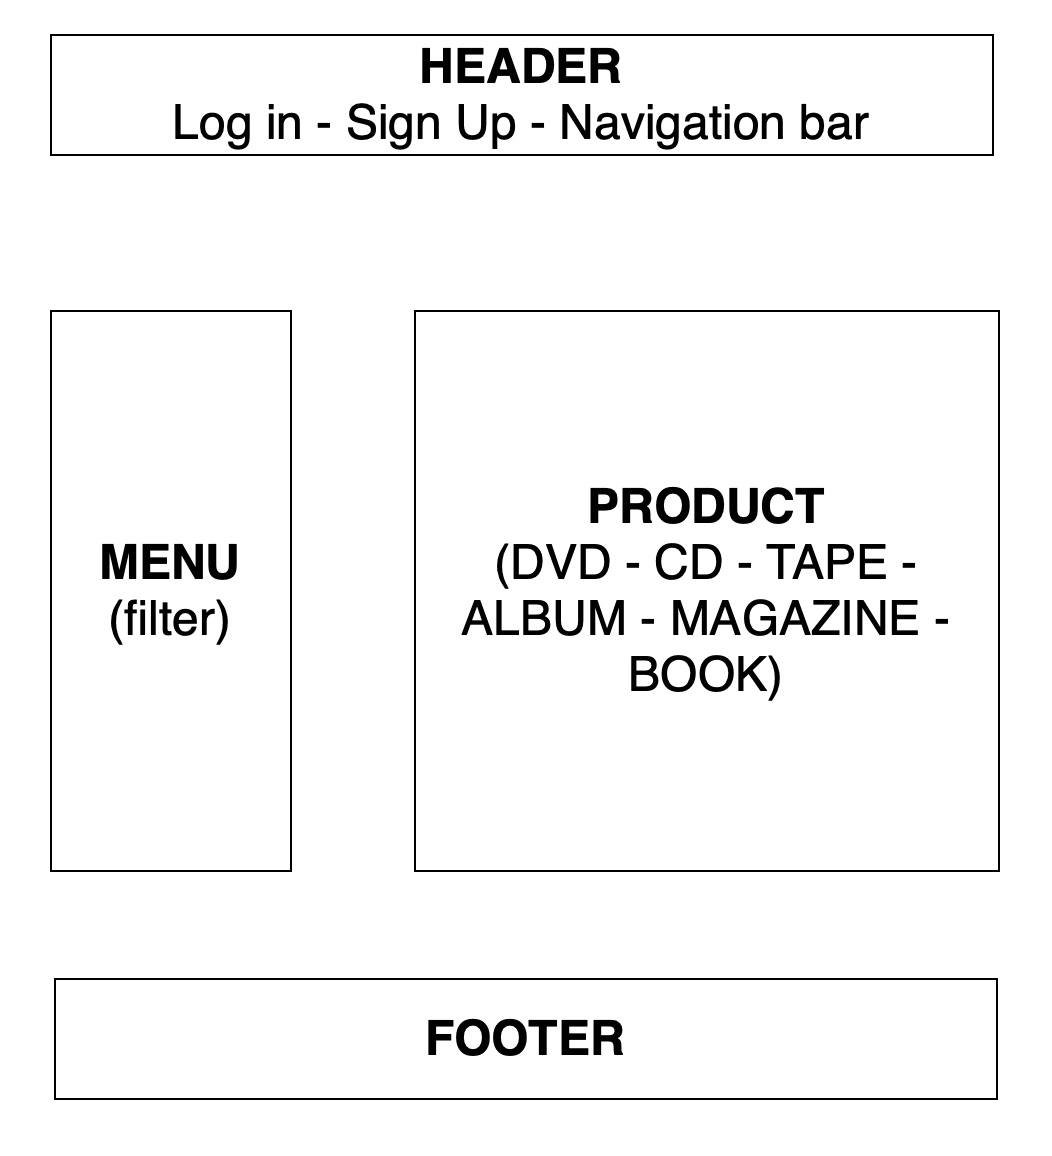 HEADER
Log in - Sign Up - Navigation bar
MENU
(filter)
PRODUCT
(DVD - CD - TAPE -
ALBUM - MAGAZINE -
BOOK)
FOOTER